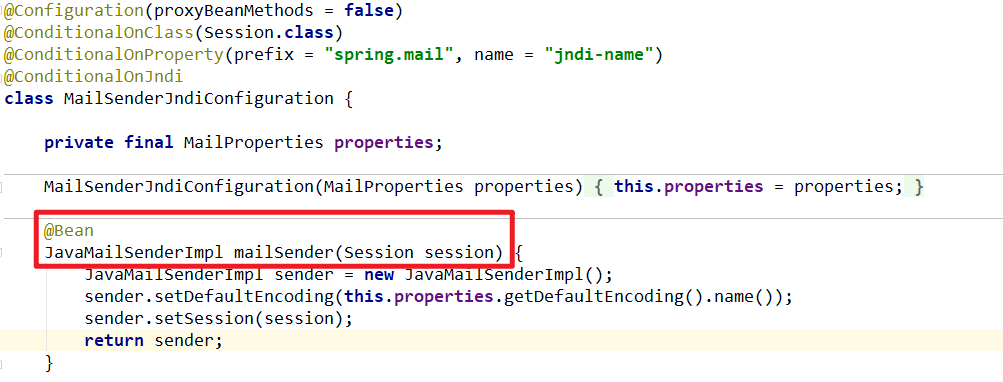 @Configuration(proxyBeanMethods = false)
@ConditionalOnClass(Session.class)
@ConditionalOnProperty(prefix = "spring.mail", name = "jndi-name")
@ConditionalOnJndi
class MailSenderJndiConfiguration {
private final MailProperties properties;
MailSenderJndiConfiguration(MailProperties properties) { this.properties = properties; }
@Bean
JavaMailSenderImpl mailSender(Session session) {
JavaMailSenderImpl sender = new JavaMailSenderImpl();
sender.setDefaultEncoding(this.properties.getDefaultEncoding().name());
sender.setSession(session);
return sender;
}